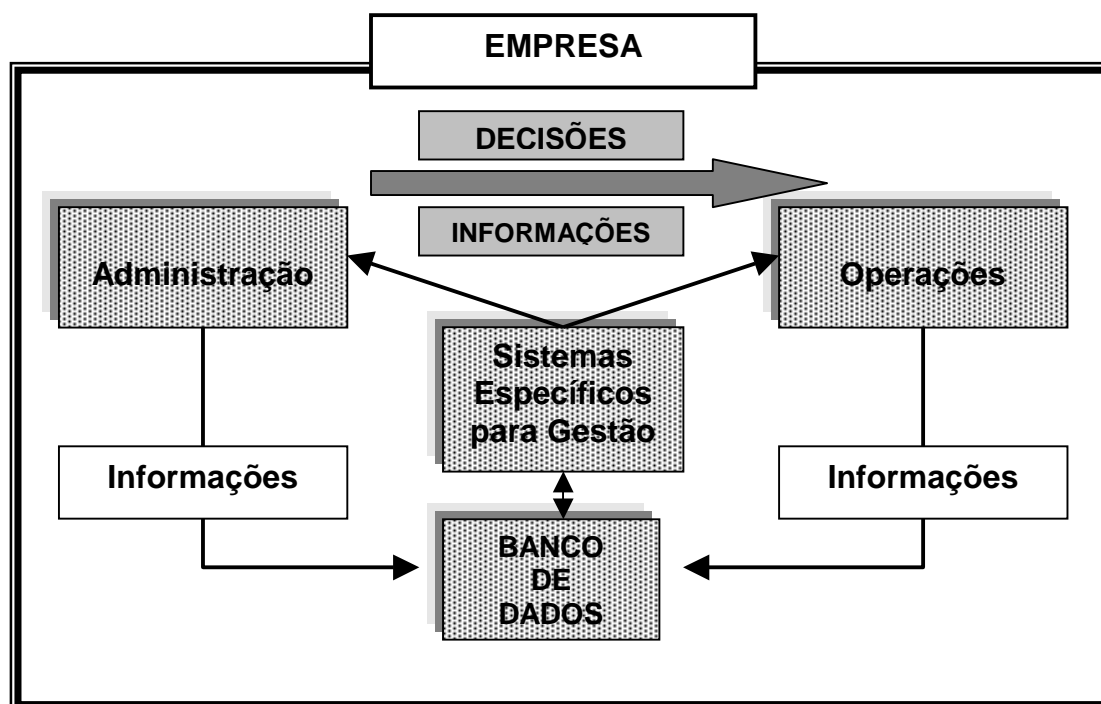 EMPRESA
DECISÕES
INFORMAÇÕES
Administração
Operações
Sistemas
Específicos
para Gestão
Informações
Informações
BANCO
DE
DADOS